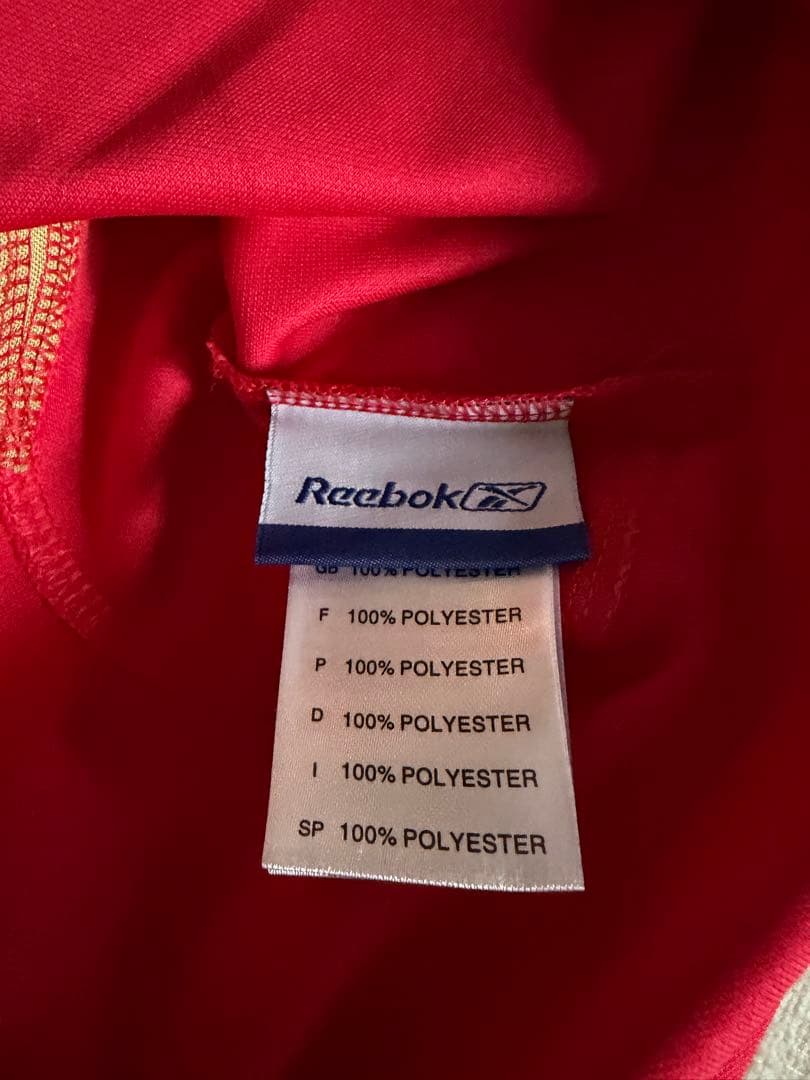 Reebok
GB 100% POLYESTER
F 100% POLYESTER
P 100% POLYESTER
D 100% POLYESTER
I 100% POLYESTER
SP 100% POLYESTER